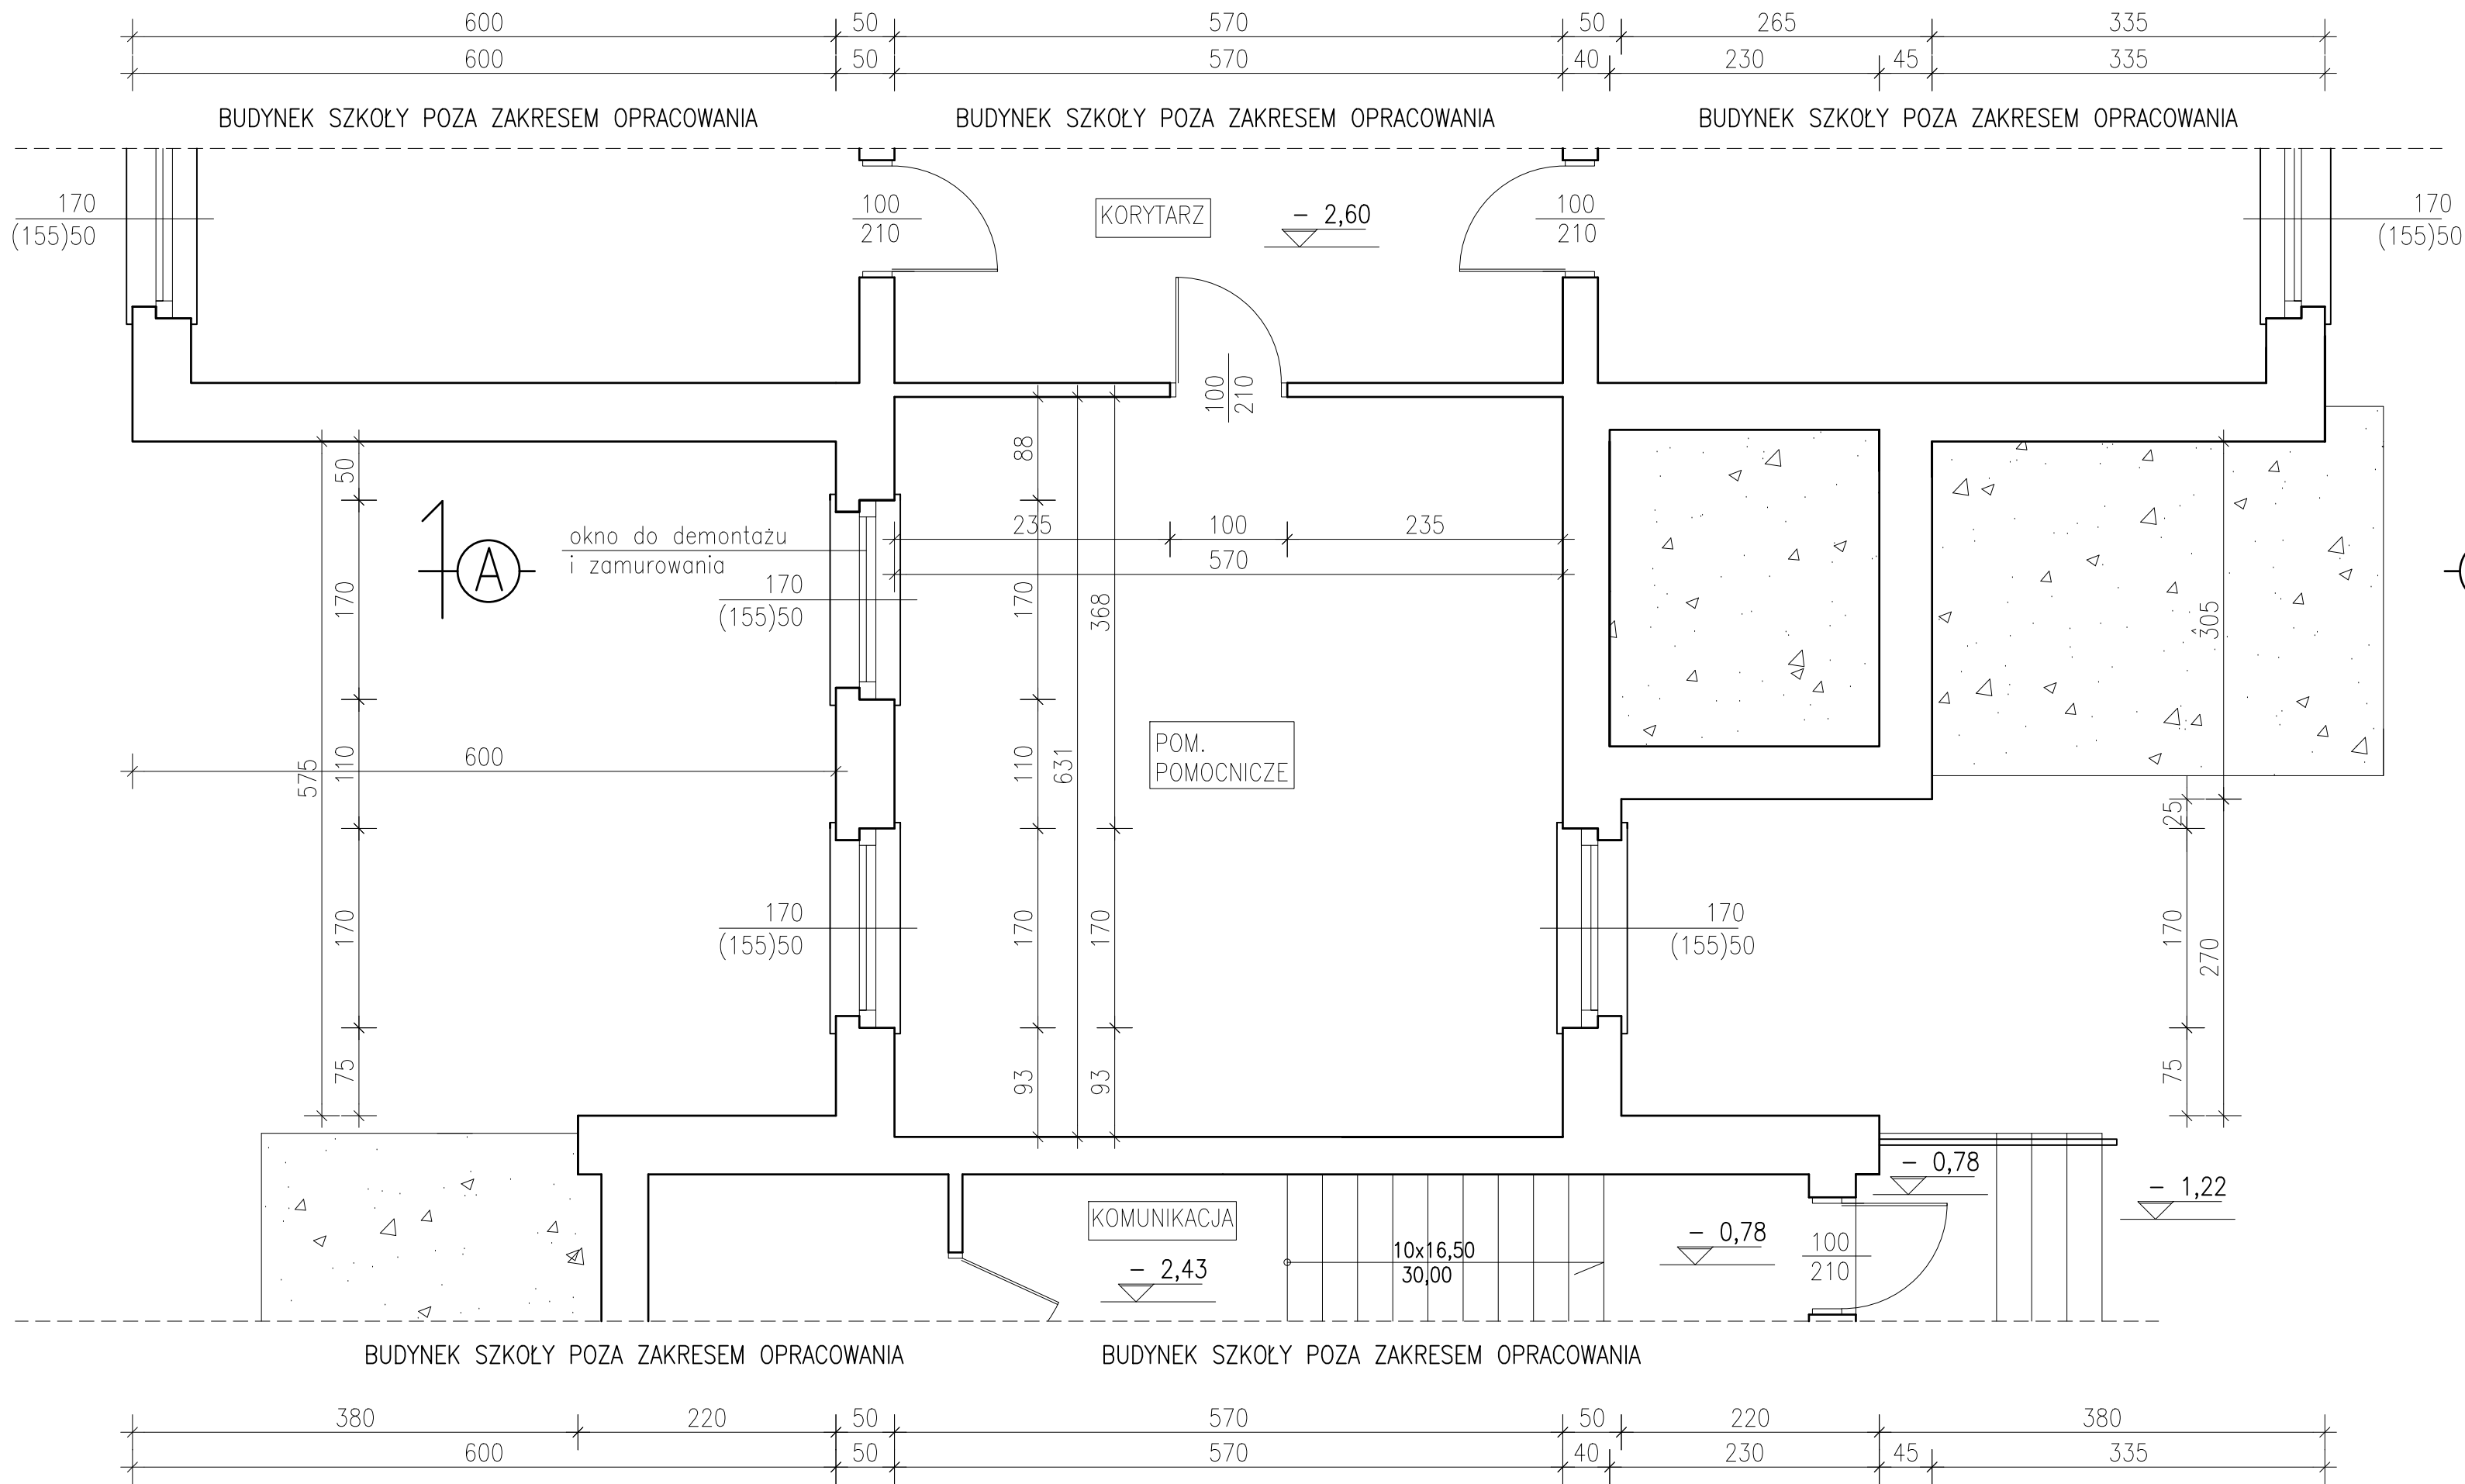 600 50 570 50 265 335
600 50 570 40 230 45 335
BUDYNEK SZKOŁY POZA ZAKRESEM OPRACOWANIA
BUDYNEK SZKOŁY POZA ZAKRESEM OPRACOWANIA
BUDYNEK SZKOŁY POZA ZAKRESEM OPRACOWANIA
170
(155)50
100
210
KORYTARZ
- 2,60
100
210
170
(155)50
100
210
50
88
okno do demontażu
i zamurowania
1
A
235 100 235
570
170
(155)50
170
170
368
305
600
575
110
110
631
POM.
POMOCNICZE
25
170
(155)50
170
170
170
170
(155)50
170
270
75
93
93
75
- 0,78
- 1,22
KOMUNIKACJA
- 2,43
10x16,50
30,00
- 0,78
100
210
BUDYNEK SZKOŁY POZA ZAKRESEM OPRACOWANIA
BUDYNEK SZKOŁY POZA ZAKRESEM OPRACOWANIA
380 220 50 570 50 220 380
600 50 570 40 230 45 335